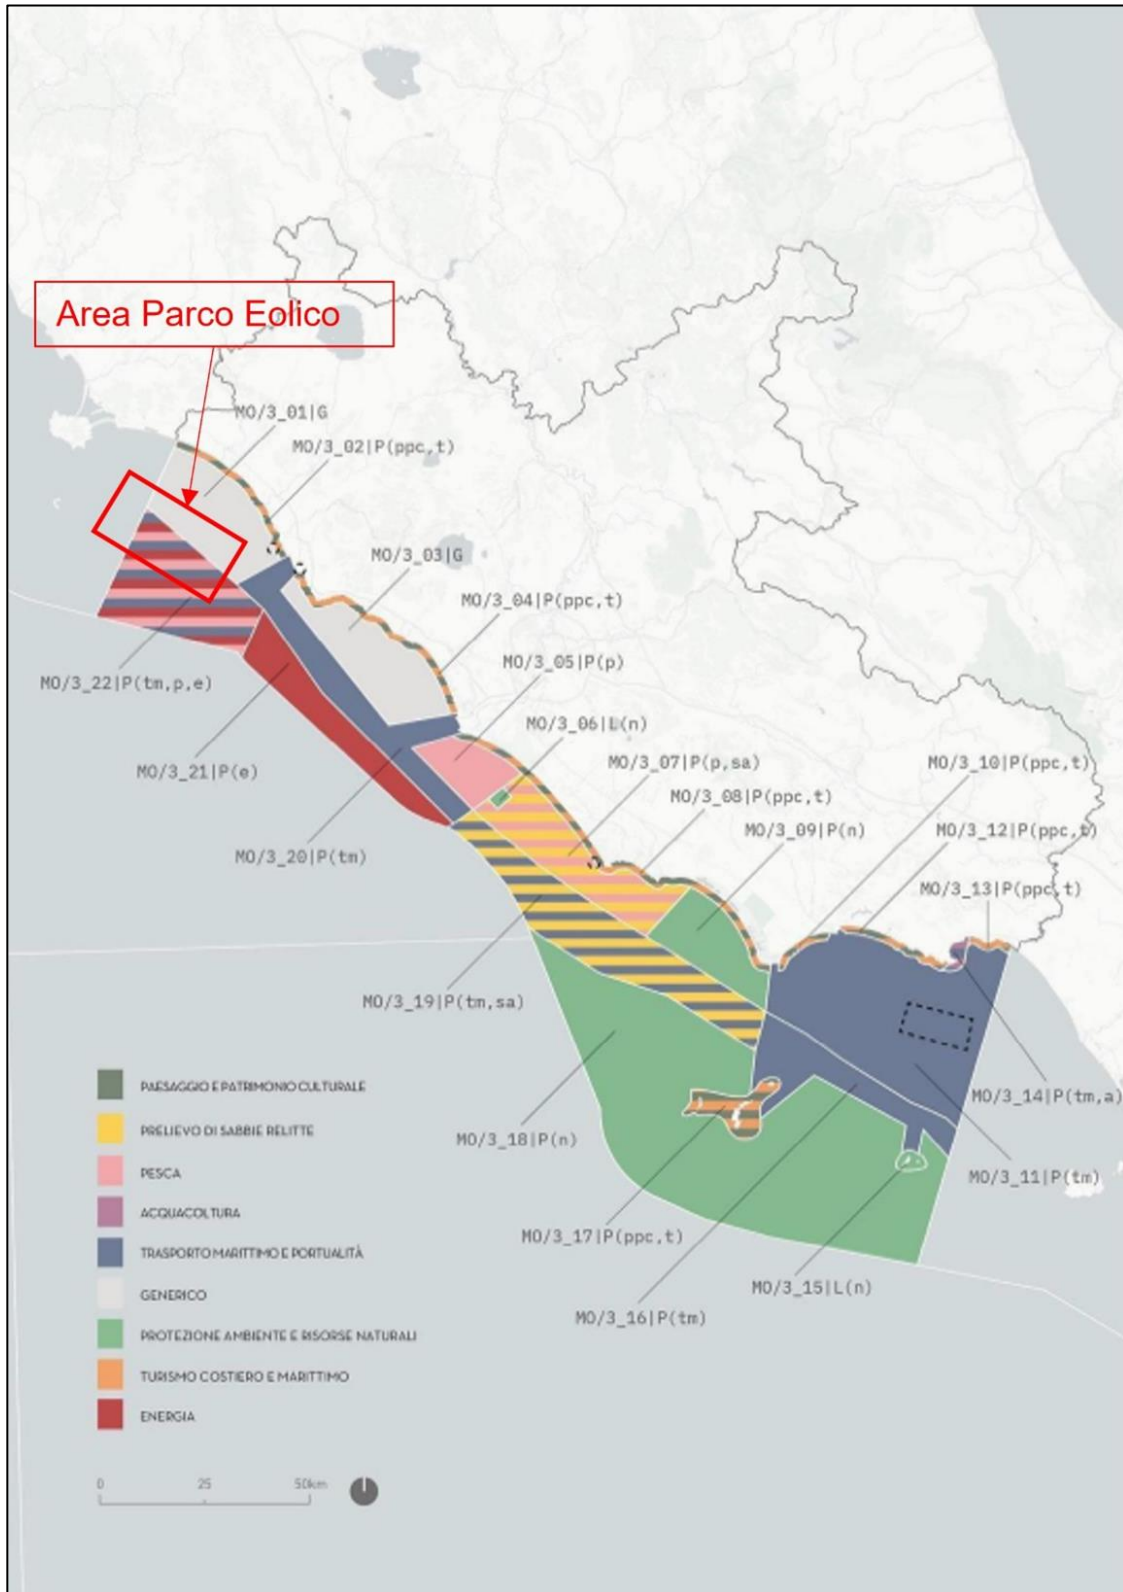 Area Parco Eolico
MO/3_01|G
MO/3_02|P(ppc,t)
MO/3_03|G
MO/3_04|P(ppc,t)
MO/3_05|P(p)
MO/3_22|P(tm,p,e)
MO/3_06|L(n)
MO/3_07|P(p,sa)
MO/3_10|P(ppc,t)
MO/3_21|P(e)
MO/3_08|P(ppc,t)
MO/3_09|P(n)
MO/3_12|P(ppc,t)
MO/3_20|P(tm)
MO/3_13|P(ppc,t)
MO/3_19|P(tm,sa)
MO/3_14|P(tm,a)
MO/3_18|P(n)
MO/3_11|P(tm)
MO/3_17|P(ppc,t)
MO/3_15|L(n)
MO/3_16|P(tm)
PAESAGGIO E PATRIMONIO CULTURALE
PRELIEVO DI SABBIE RELITTE
PESCA
ACQUACOLTURA
TRASPORTO MARITTIMO E PORTUALITÀ
GENERICO
PROTEZIONE AMBIENTE E RISORSE NATURALI
TURISMO COSTIERO E MARITTIMO
ENERGIA
0 25 50km